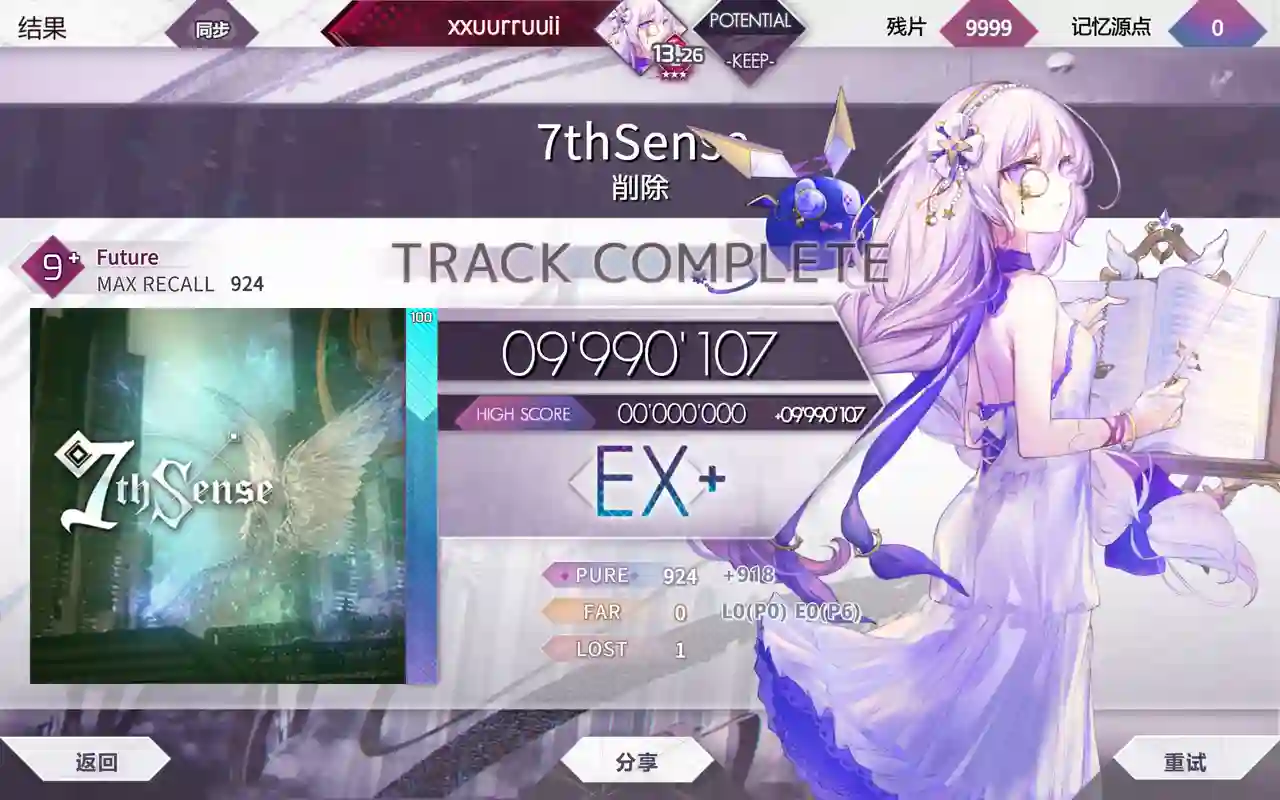 结果
同步
xxuurruuii
13.26
POTENTIAL
-KEEP-
残片
9999
记忆源点
0
7thSense
削除
9+
Future
MAX RECALL 924
TRACK COMPLETE
100
7thSense
09'990'107
HIGH SCORE 00'000'000 +09'990'107
EX+
PURE 924 +918
FAR 0 L0(P0) E0(P6)
LOST 1
返回
分享
重试